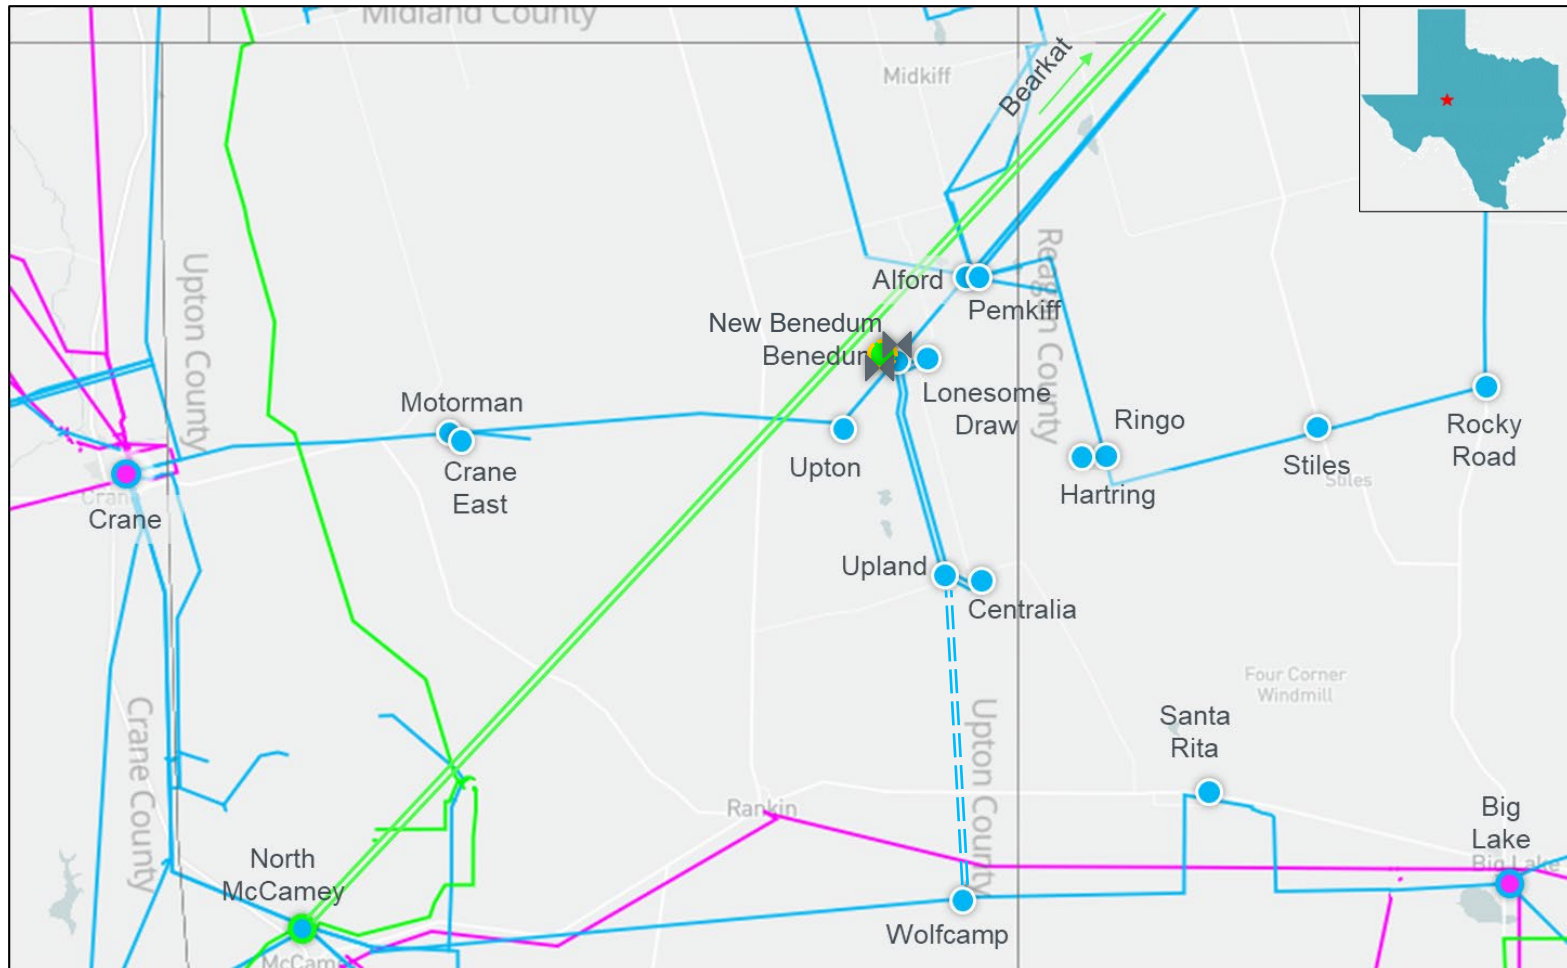 Midland County
Midkiff
Bearkat
Upton County
Reagan County
Alford
Pemkiff
New Benedum
Benedum
Lonesome
Draw
Motorman
Crane
East
Upton
Ringo
Hartring
Stiles
Stiles
Rocky
Road
Crane
Crane
Upland
Centralia
Four Corner
Windmill
Crane County
Upton County
Santa
Rita
Rankin
Big
Lake
Big Lake
North
McCamey
Wolfcamp
McCam